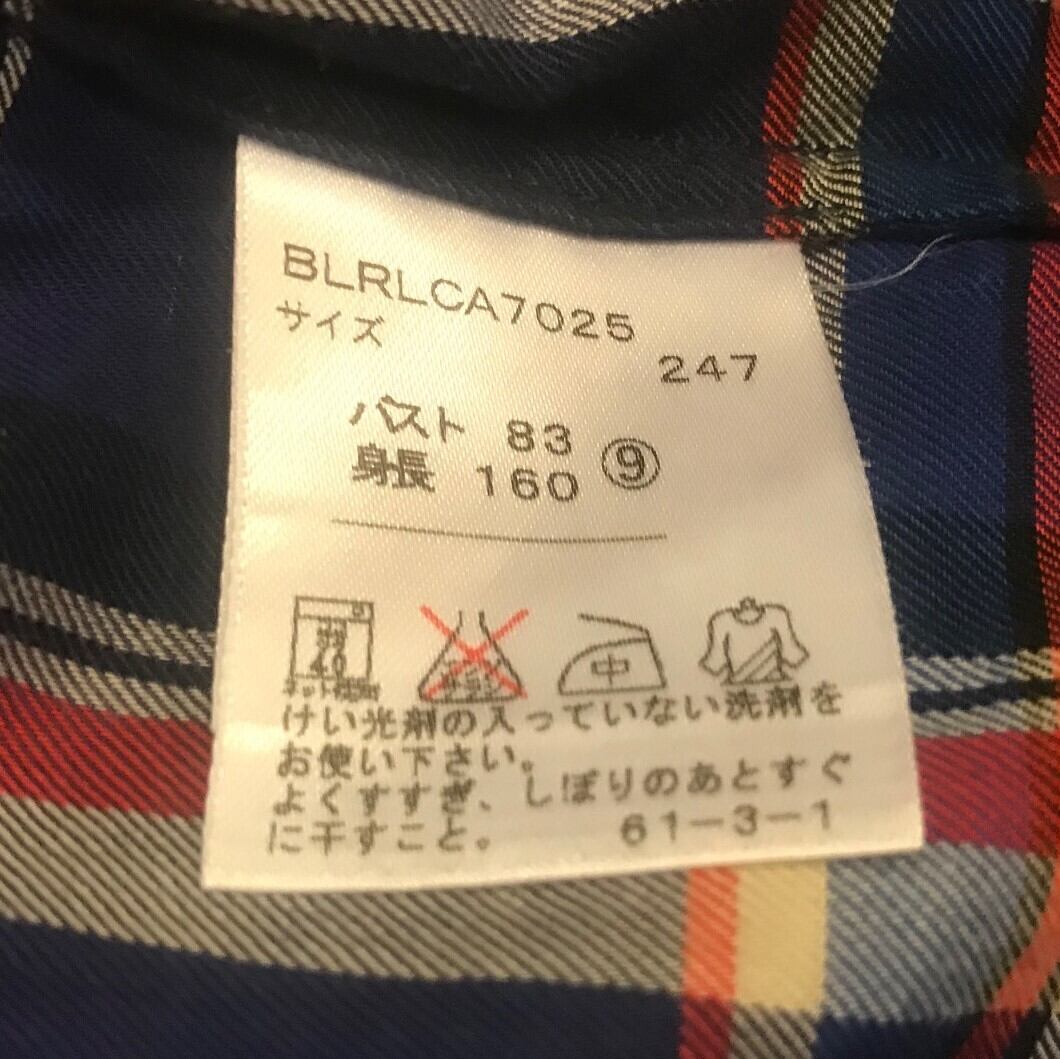 BLRLCA7025
サイズ
247
バスト 83
身長 160 ⑨
40
中
けい光剤の入っていない洗剤を
お使い下さい。
よくすすぎ、しぼりのあとすぐ
に干すこと。 61-3-1